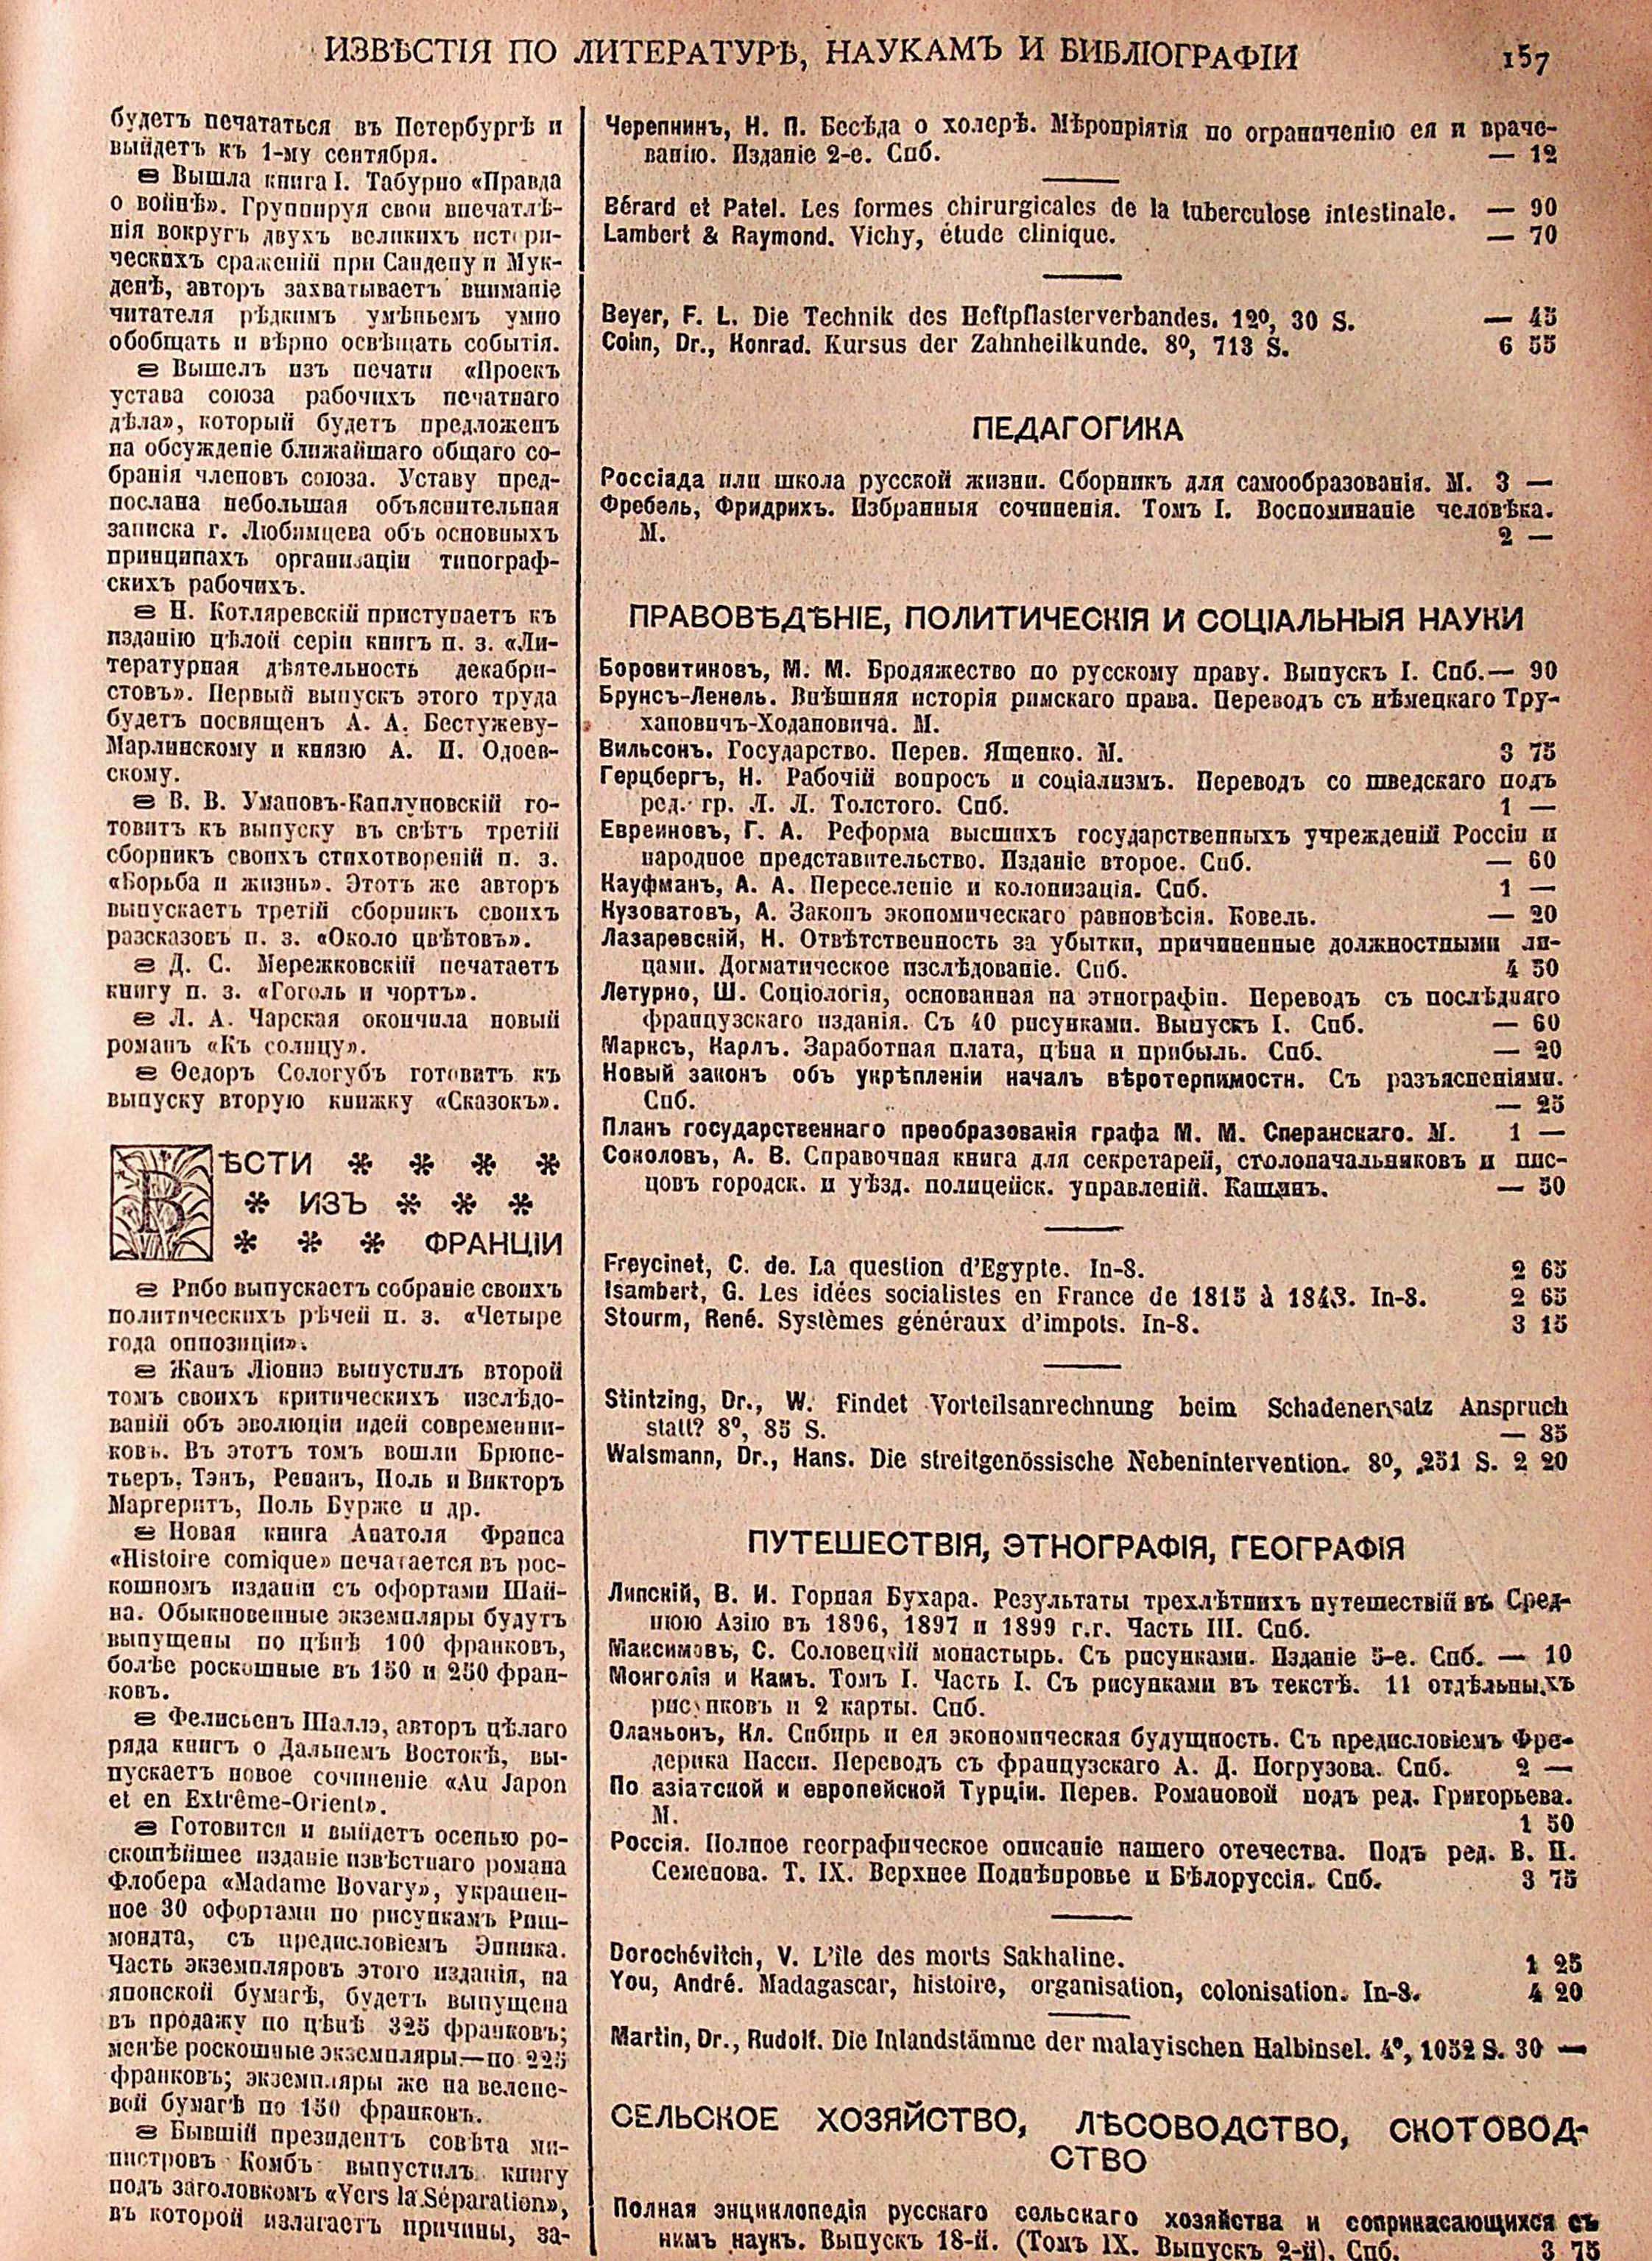 ИЗВѢСТІЯ ПО ЛИТЕРАТУРѢ, НАУКАМЪ И БИБЛІОГРАФІИ 157
будетъ печататься въ Петербургѣ и
выйдетъ къ 1-му сентября.
Вышла книга І. Табурно «Правда
о войнѣ». Группируя свои впечатлѣ-
нія вокругъ двухъ великихъ истори-
ческихъ сраженій при Сандепу и Мук-
денѣ, авторъ захватываетъ вниманіе
читателя рѣдкимъ умѣньемъ умно
обобщать и вѣрно освѣщать событія.
Вышелъ изъ печати «Проекъ
устава союза рабочихъ печатнаго
дѣла», который будетъ предложенъ
на обсужденіе ближайшаго общаго со-
бранія членовъ союза. Уставу пред-
послана небольшая объяснительная
записка г. Любимцева объ основныхъ
принципахъ организаціи типограф-
скихъ рабочихъ.
Н. Котляревскій приступаетъ къ
изданію цѣлой серіи книгъ п. з. «Ли-
тературная дѣятельность декабри-
стовъ». Первый выпускъ этого труда
будетъ посвященъ А. А. Бестужеву-
Марлинскому и князю А. И. Одоев-
скому.
В. В. Умановъ-Каплуновскій го-
товитъ къ выпуску въ свѣтъ третій
сборникъ своихъ стихотвореній п. з.
«Борьба и жизнь». Этотъ же авторъ
выпускаетъ третій сборникъ своихъ
разсказовъ п. з. «Около цвѣтовъ».
Д. С. Мережковскій печатаетъ
книгу п. з. «Гоголь и чортъ».
Л. А. Чарская окончила новый
романъ «Къ солнцу».
Ѳедоръ Сологубъ готовитъ къ
выпуску вторую книжку «Сказокъ».
ВѢСТИ
ИЗЪ
ФРАНЦІИ
Рибо выпускаетъ собраніе своихъ
политическихъ рѣчей п. з. «Четыре
года оппозиціи».
Жанъ Ліоннэ выпустилъ второй
томъ своихъ критическихъ изслѣдо-
ваній объ эволюціи идей современни-
ковъ. Въ этотъ томъ вошли Брюне-
тьеръ, Тэнъ, Ренанъ, Поль и Викторъ
Маргеритъ, Поль Бурже и др.
Новая книга Анатоля Франса
«Histoire comique» печатается въ рос-
кошномъ изданіи съ офортами Шай-
на. Обыкновенные экземпляры будутъ
выпущены по цѣнѣ 100 франковъ,
болѣе роскошные въ 150 и 250 фран-
ковъ.
Фелисьенъ Шаллэ, авторъ цѣлаго
ряда книгъ о Дальнемъ Востокѣ, вы-
пускаетъ новое сочиненіе «Au Japon
et en Extrême-Orient».
Готовится и выйдетъ осенью ро-
скошнѣйшее изданіе извѣстнаго романа
Флобера «Madame Bovary», украшен-
ное 30 офортами по рисункамъ Риш-
мондта, съ предисловіемъ Энника.
Часть экземпляровъ этого изданія, на
японской бумагѣ, будетъ выпущена
въ продажу по цѣнѣ 325 франковъ;
менѣе роскошные экземпляры—по 225
франковъ; экземпляры же на велене-
вой бумагѣ по 150 франковъ.
Бывшій президентъ совѣта ми-
нистровъ Комбъ выпустилъ книгу
подъ заголовкомъ «Vers la Séparation»,
въ которой излагаетъ причины, за-
Черепнинъ, Н. П. Бесѣда о холерѣ. Мѣропріятія по ограниченію ея и враче-
ванію. Изданіе 2-е. Спб. — 12
Bérard et Patel. Les formes chirurgicales de la tuberculose intestinale. — 90
Lambert & Raymond. Vichy, étude clinique. — 70
Beyer, F. L. Die Technik des Heftpflasterverbandes. 12⁰, 30 S. — 45
Cohn, Dr., Konrad. Kursus der Zahnheilkunde. 8⁰, 713 S. 6 55
ПЕДАГОГИКА
Россіада или школа русской жизни. Сборникъ для самообразованія. М. 3 —
Фребель, Фридрихъ. Избранныя сочиненія. Томъ I. Воспоминаніе человѣка.
М. 2 —
ПРАВОВѢДѢНІЕ, ПОЛИТИЧЕСКІЯ И СОЦІАЛЬНЫЯ НАУКИ
Боровитиновъ, М. М. Бродяжество по русскому праву. Выпускъ I. Спб.— 90
Брунсъ-Ленель. Внѣшняя исторія римскаго права. Переводъ съ нѣмецкаго Тру-
хановичъ-Ходановича. М.
Вильсонъ. Государство. Перев. Ященко. М. 3 75
Герцбергъ, Н. Рабочій вопросъ и соціализмъ. Переводъ со шведскаго подъ
ред. гр. Л. Л. Толстого. Спб. 1 —
Евреиновъ, Г. А. Реформа высшихъ государственныхъ учрежденій Россіи и
народное представительство. Изданіе второе. Спб. — 60
Кауфманъ, А. А. Переселеніе и колонизація. Спб. 1 —
Кузоватовъ, А. Законъ экономическаго равновѣсія. Ковель. — 20
Лазаревскій, Н. Отвѣтственность за убытки, причиненные должностными ли-
цами. Догматическое изслѣдованіе. Спб. 4 50
Летурно, Ш. Соціологія, основанная на этнографіи. Переводъ съ послѣдняго
французскаго изданія. Съ 40 рисунками. Выпускъ I. Спб. — 60
Марксъ, Карлъ. Заработная плата, цѣна и прибыль. Спб. — 20
Новый законъ объ укрѣпленіи началъ вѣротерпимости. Съ разъясненіями.
Спб. — 25
Планъ государственнаго преобразованія графа М. М. Сперанскаго. М. 1 —
Соколовъ, А. В. Справочная книга для секретарей, столоначальниковъ и пис-
цовъ городск. и уѣзд. полицейск. управленій. Кашинъ. — 50
Freycinet, C. de. La question d'Egypte. In-8. 2 65
Isambert, G. Les idées socialistes en France de 1815 à 1848. In-8. 2 65
Stourm, René. Systèmes généraux d'impots. In-8. 3 15
Stintzing, Dr., W. Findet Vorteilsanrechnung beim Schadenersatz Anspruch
statt? 8⁰, 85 S. — 85
Walsmann, Dr., Hans. Die streitgenössische Nebenintervention. 8⁰, 251 S. 2 20
ПУТЕШЕСТВІЯ, ЭТНОГРАФІЯ, ГЕОГРАФІЯ
Липскій, В. И. Горная Бухара. Результаты трехлѣтнихъ путешествій въ Сред-
нюю Азію въ 1896, 1897 и 1899 г.г. Часть III. Спб.
Максимовъ, С. Соловецкій монастырь. Съ рисунками. Изданіе 5-е. Спб. — 10
Монголія и Камъ. Томъ I. Часть I. Съ рисунками въ текстѣ. 11 отдѣльныхъ
рисунковъ и 2 карты. Спб.
Оланьонъ, Кл. Сибирь и ея экономическая будущность. Съ предисловіемъ Фре-
дерика Пасси. Переводъ съ французскаго А. Д. Погрузова. Спб. 2 —
По азіатской и европейской Турціи. Перев. Романовой подъ ред. Григорьева.
М. 1 50
Россія. Полное географическое описаніе нашего отечества. Подъ ред. В. П.
Семенова. Т. IX. Верхнее Поднѣпровье и Бѣлоруссія. Спб. 3 75
Dorochévitch, V. L'île des morts Sakhaline. 1 25
You, André. Madagascar, histoire, organisation, colonisation. In-8. 4 20
Martin, Dr., Rudolf. Die Inlandstämme der malayischen Halbinsel. 4⁰, 1052 S. 30 —
СЕЛЬСКОЕ ХОЗЯЙСТВО, ЛѢСОВОДСТВО, СКОТОВОД-
СТВО
Полная энциклопедія русскаго сельскаго хозяйства и соприкасающихся съ
нимъ наукъ. Выпускъ 18-й. (Томъ IX. Выпускъ 2-й). Спб. 3 75